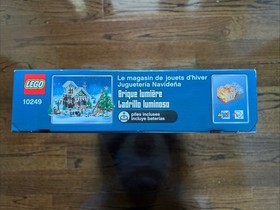 LEGO
10249
Le magasin de jouets d'hiver
Juguetería Navideña
Brique lumière
Ladrillo luminoso
piles incluses
incluye baterías